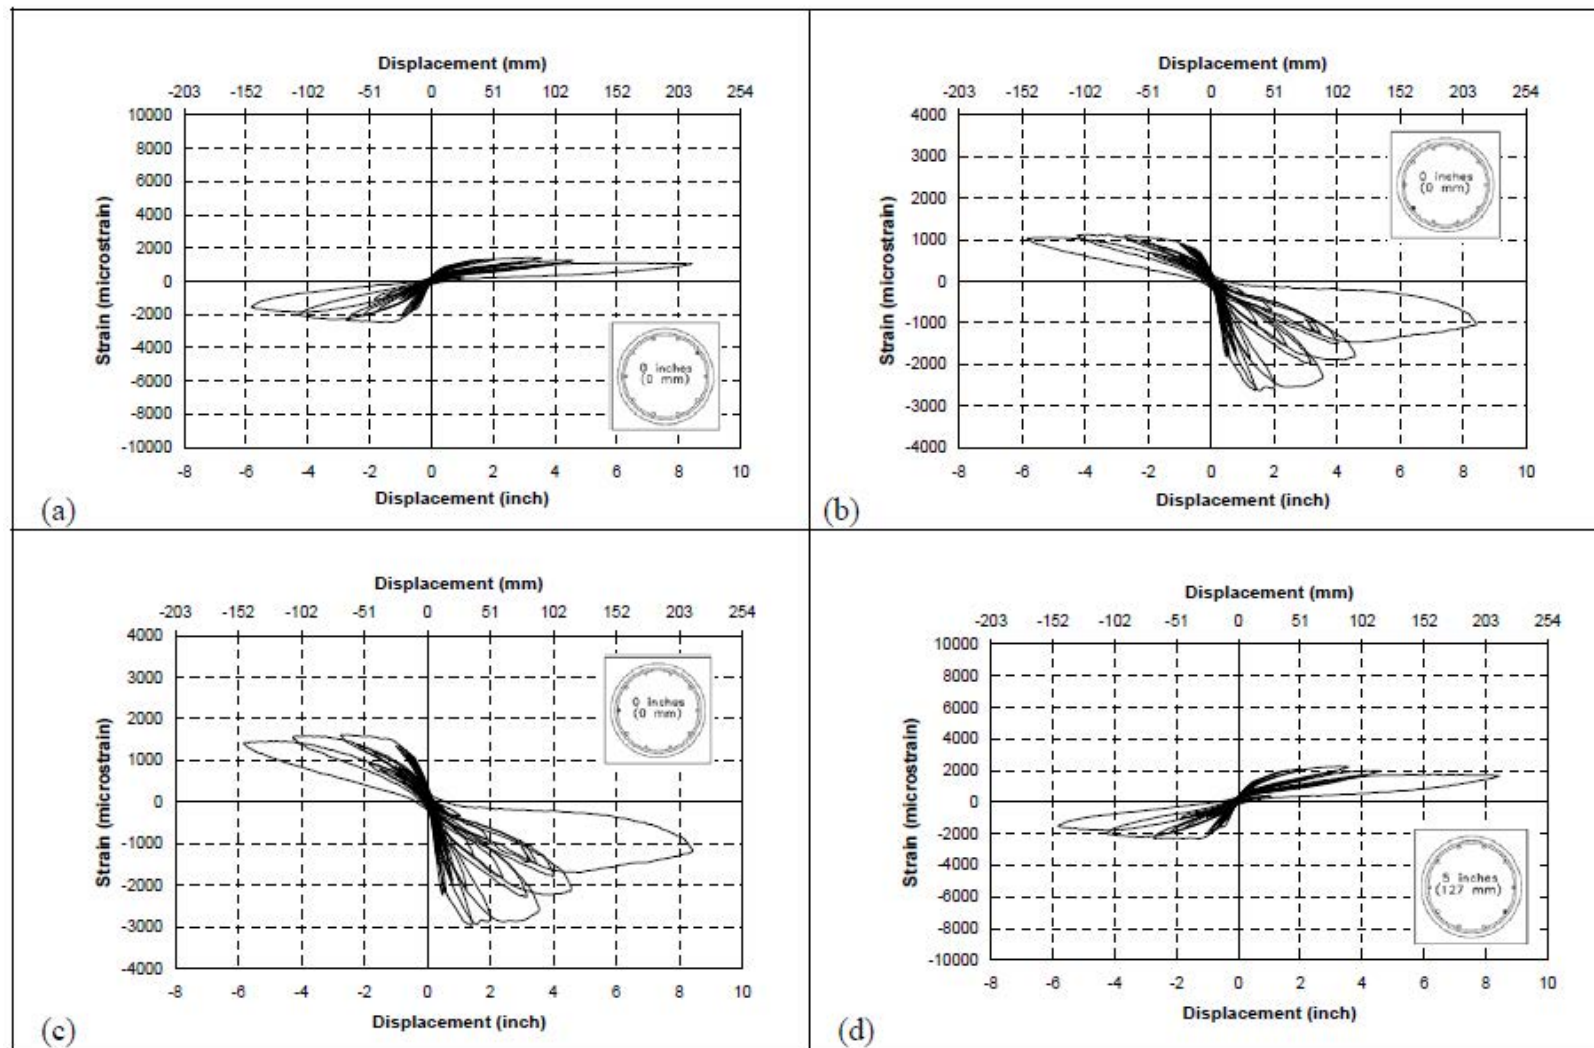 Displacement (mm)
-203 -152 -102 -51 0 51 102 152 203 254
10000
8000
6000
4000
2000
0
-2000
-4000
-6000
-8000
-10000
Strain (microstrain)
0 inches
(0 mm)
-8 -6 -4 -2 0 2 4 6 8 10
Displacement (inch)
(a)
Displacement (mm)
-203 -152 -102 -51 0 51 102 152 203 254
4000
3000
2000
1000
0
-1000
-2000
-3000
-4000
Strain (microstrain)
0 inches
(0 mm)
-8 -6 -4 -2 0 2 4 6 8 10
Displacement (inch)
(b)
Displacement (mm)
-203 -152 -102 -51 0 51 102 152 203 254
4000
3000
2000
1000
0
-1000
-2000
-3000
-4000
Strain (microstrain)
0 inches
(0 mm)
-8 -6 -4 -2 0 2 4 6 8 10
Displacement (inch)
(c)
Displacement (mm)
-203 -152 -102 -51 0 51 102 152 203 254
10000
8000
6000
4000
2000
0
-2000
-4000
-6000
-8000
-10000
Strain (microstrain)
5 inches
(127 mm)
-8 -6 -4 -2 0 2 4 6 8 10
Displacement (inch)
(d)